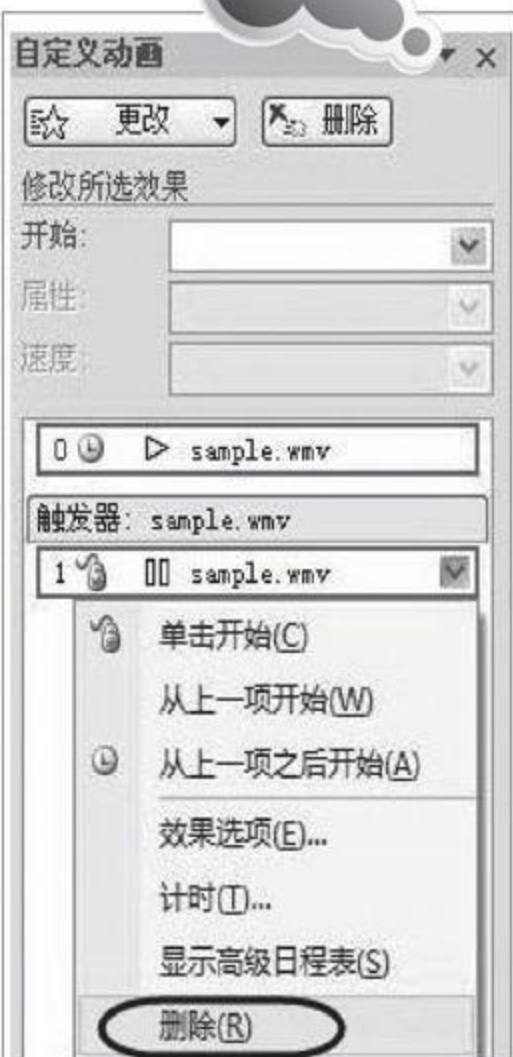 自定义动画
更改 删除
修改所选效果
开始:
属性:
速度:
0 sample.wmv
触发器: sample.wmv
1 sample.wmv
单击开始(C)
从上一项开始(W)
从上一项之后开始(A)
效果选项(E)...
计时(T)...
显示高级日程表(S)
删除(R)